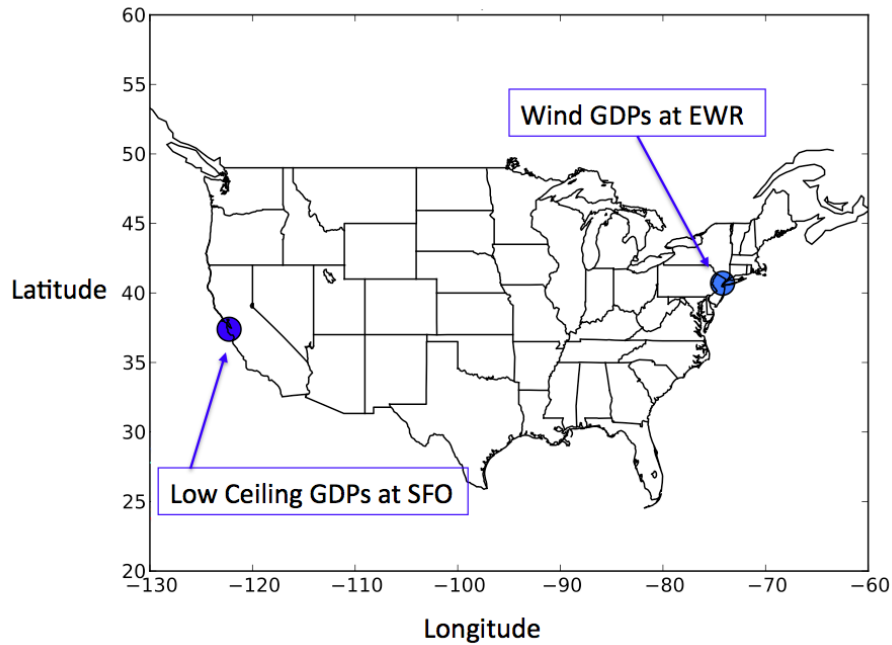 60
55
Wind GDPs at EWR
50
45
Latitude
40
35
30
Low Ceiling GDPs at SFO
25
20
−130 −120 −110 −100 −90 −80 −70 −60
Longitude